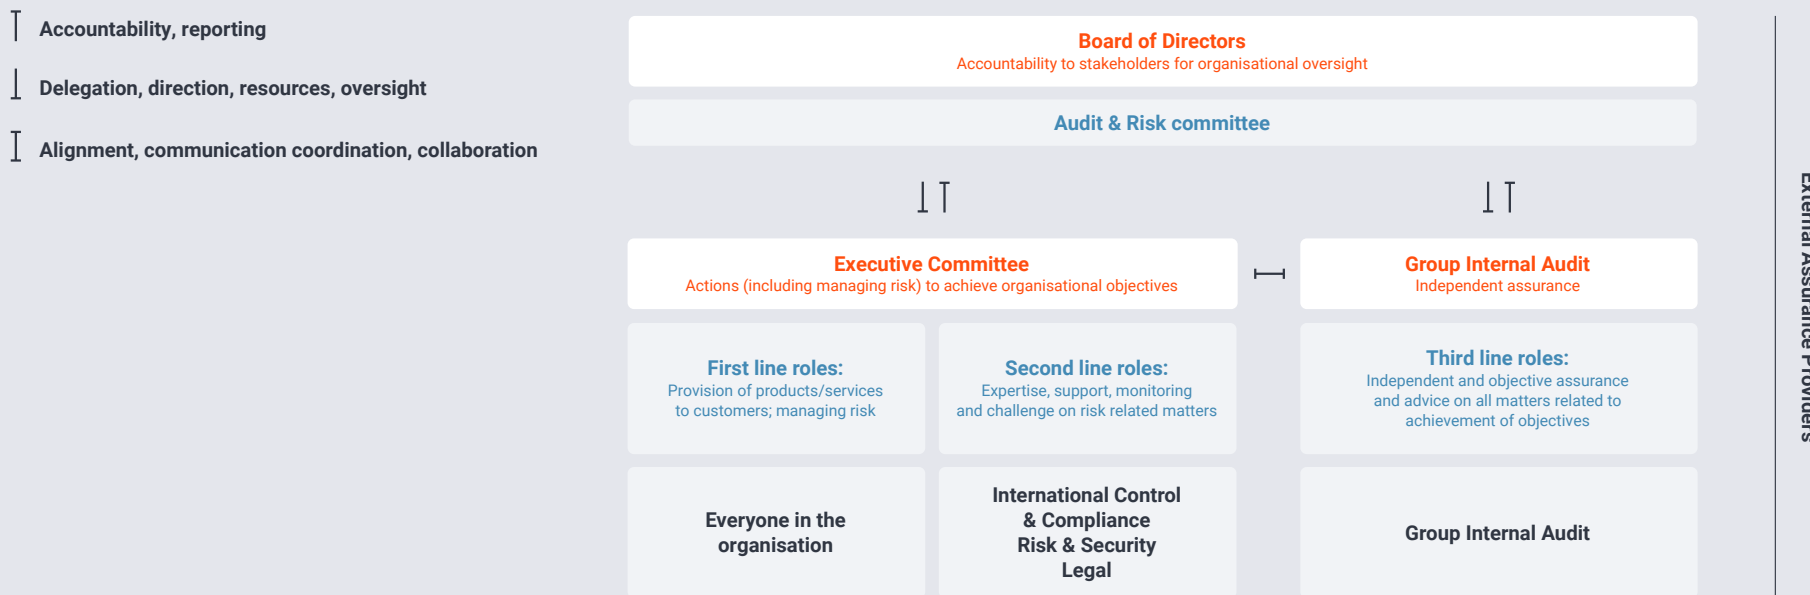 Accountability, reporting
Delegation, direction, resources, oversight
Alignment, communication coordination, collaboration
Board of Directors
Accountability to stakeholders for organisational oversight
Audit & Risk committee
Executive Committee
Actions (including managing risk) to achieve organisational objectives
Group Internal Audit
Independent assurance
First line roles:
Provision of products/services
to customers; managing risk
Second line roles:
Expertise, support, monitoring
and challenge on risk related matters
Third line roles:
Independent and objective assurance
and advice on all matters related to
achievement of objectives
Everyone in the
organisation
International Control
& Compliance
Risk & Security
Legal
Group Internal Audit
External Assurance Providers